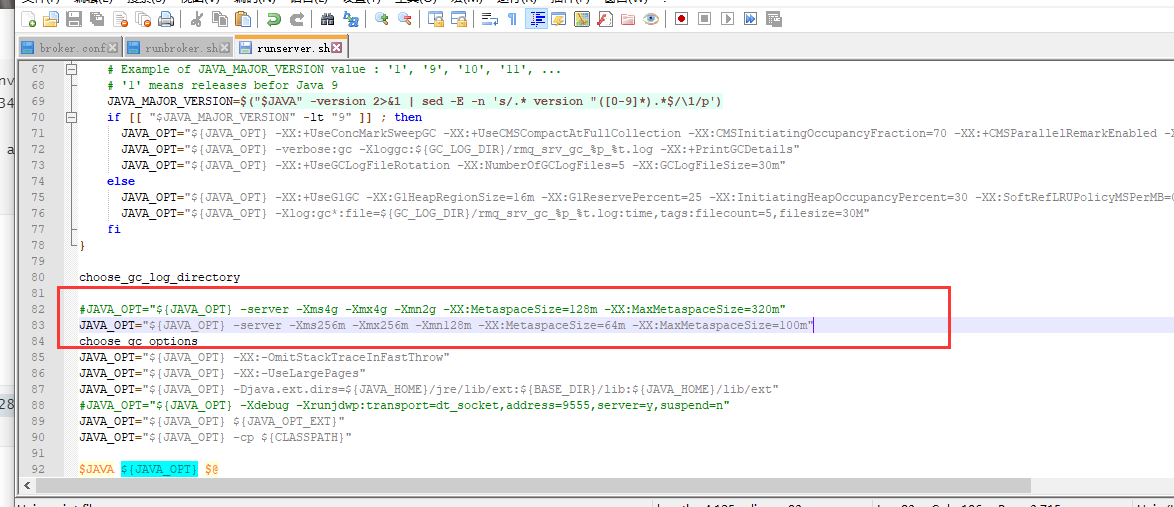 broker.conf runbroker.sh runserver.sh
67 # Example of JAVA_MAJOR_VERSION value : '1', '9', '10', '11', ...
68 # '1' means releases befor Java 9
69 JAVA_MAJOR_VERSION=$("$JAVA" -version 2>&1 | sed -E -n 's/.* version "([0-9]*).*$/\1/p')
70 if [[ "$JAVA_MAJOR_VERSION" -lt "9" ]] ; then
71 JAVA_OPT="${JAVA_OPT} -XX:+UseConcMarkSweepGC -XX:+UseCMSCompactAtFullCollection -XX:CMSInitiatingOccupancyFraction=70 -XX:+CMSParallelRemarkEnabled -X
72 JAVA_OPT="${JAVA_OPT} -verbose:gc -Xloggc:${GC_LOG_DIR}/rmq_srv_gc_%p_%t.log -XX:+PrintGCDetails"
73 JAVA_OPT="${JAVA_OPT} -XX:+UseGCLogFileRotation -XX:NumberOfGCLogFiles=5 -XX:GCLogFileSize=30m"
74 else
75 JAVA_OPT="${JAVA_OPT} -XX:+UseG1GC -XX:G1HeapRegionSize=16m -XX:G1ReservePercent=25 -XX:InitiatingHeapOccupancyPercent=30 -XX:SoftRefLRUPolicyMSPerMB=0
76 JAVA_OPT="${JAVA_OPT} -Xlog:gc*:file=${GC_LOG_DIR}/rmq_srv_gc_%p_%t.log:time,tags:filecount=5,filesize=30M"
77 fi
78 }
79
80 choose_gc_log_directory
81
82 #JAVA_OPT="${JAVA_OPT} -server -Xms4g -Xmx4g -Xmn2g -XX:MetaspaceSize=128m -XX:MaxMetaspaceSize=320m"
83 JAVA_OPT="${JAVA_OPT} -server -Xms256m -Xmx256m -Xmn128m -XX:MetaspaceSize=64m -XX:MaxMetaspaceSize=100m"
84 choose_gc_options
85 JAVA_OPT="${JAVA_OPT} -XX:-OmitStackTraceInFastThrow"
86 JAVA_OPT="${JAVA_OPT} -XX:-UseLargePages"
87 JAVA_OPT="${JAVA_OPT} -Djava.ext.dirs=${JAVA_HOME}/jre/lib/ext:${BASE_DIR}/lib:${JAVA_HOME}/lib/ext"
88 #JAVA_OPT="${JAVA_OPT} -Xdebug -Xrunjdwp:transport=dt_socket,address=9555,server=y,suspend=n"
89 JAVA_OPT="${JAVA_OPT} ${JAVA_OPT_EXT}"
90 JAVA_OPT="${JAVA_OPT} -cp ${CLASSPATH}"
91
92 $JAVA ${JAVA_OPT} $@